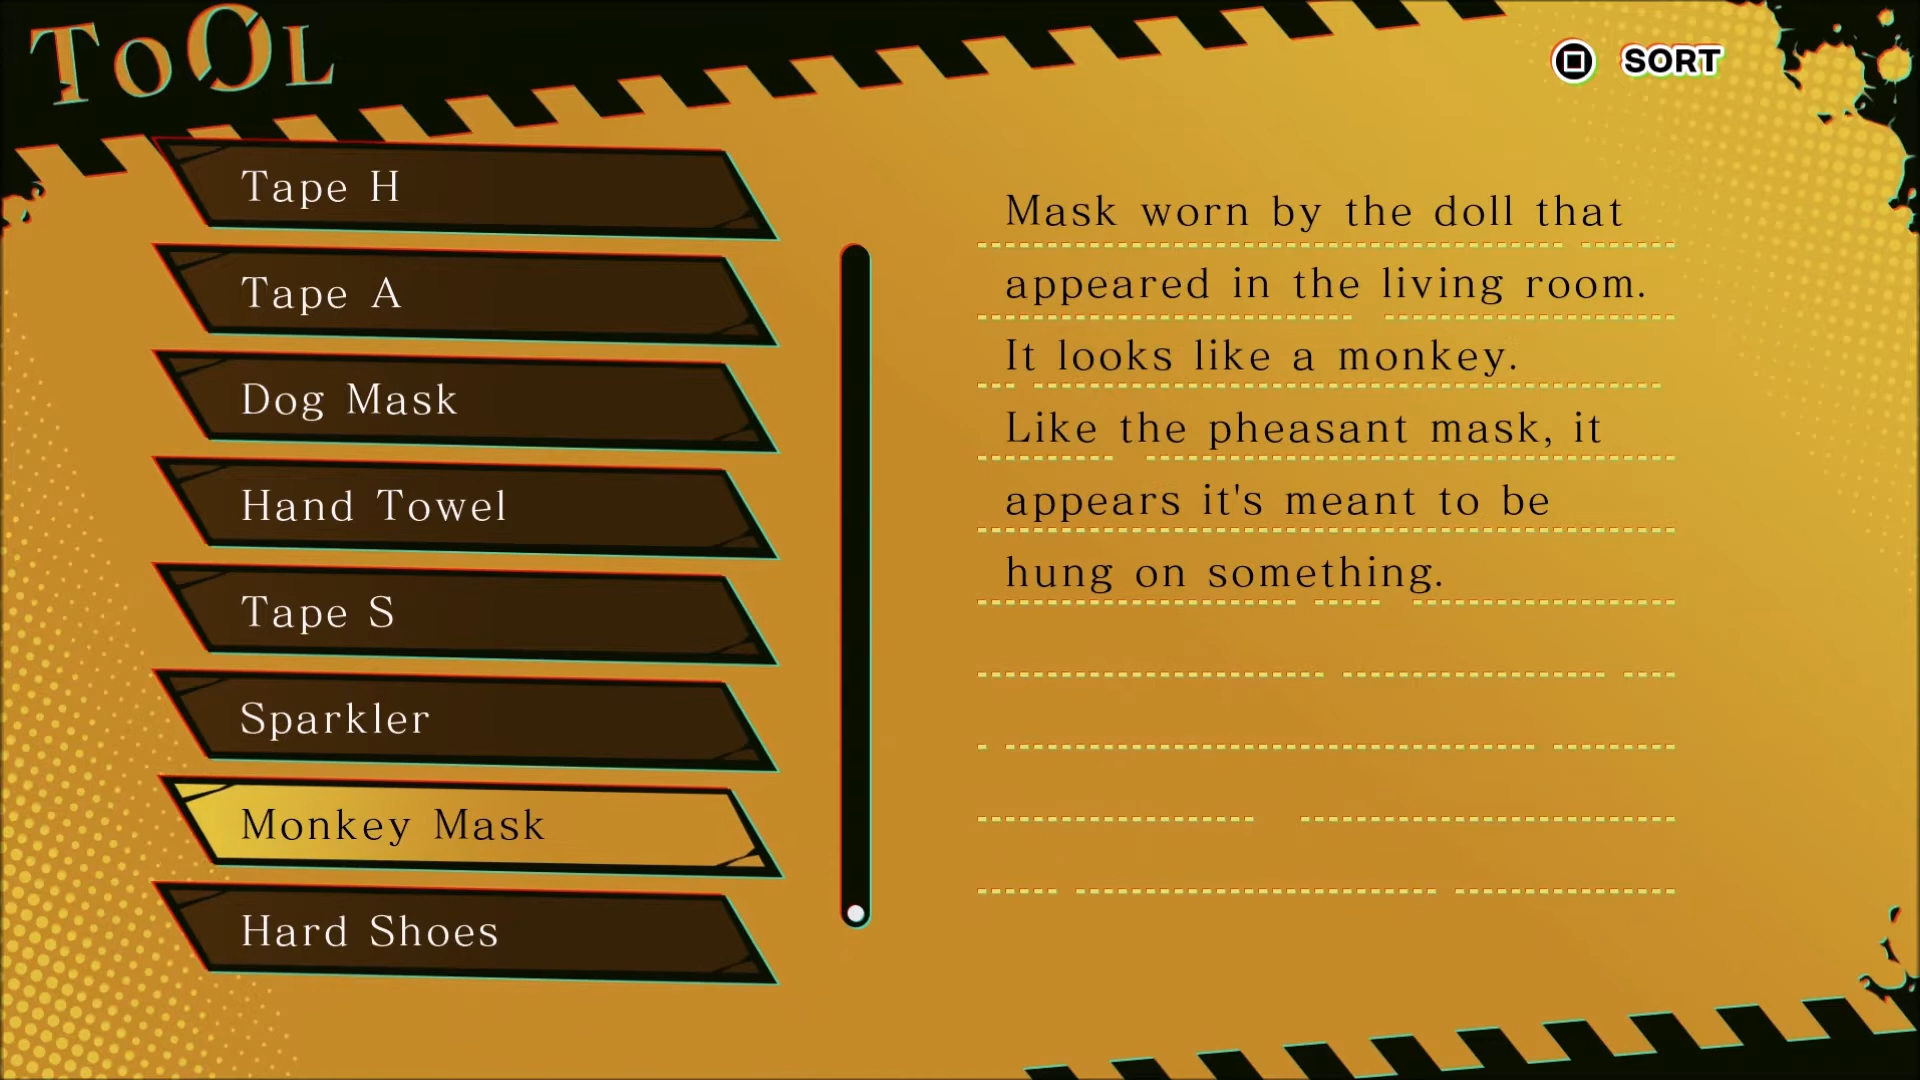 ToOL
SORT
Tape H
Tape A
Dog Mask
Hand Towel
Tape S
Sparkler
Monkey Mask
Hard Shoes
Mask worn by the doll that
appeared in the living room.
It looks like a monkey.
Like the pheasant mask, it
appears it's meant to be
hung on something.